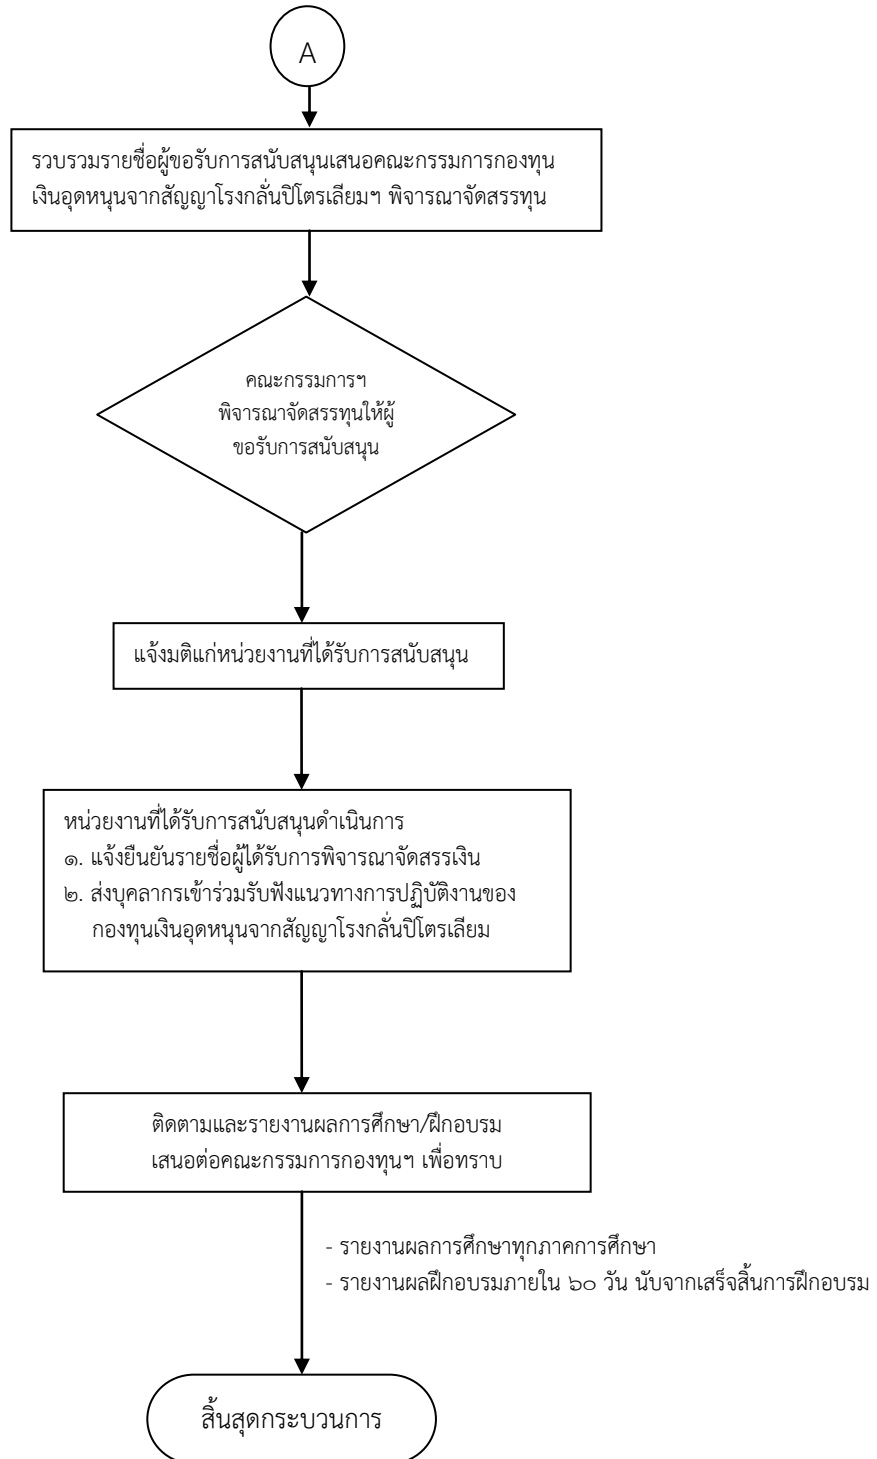 A
รวบรวมรายชื่อผู้ขอรับการสนับสนุนเสนอคณะกรรมการกองทุน
เงินอุดหนุนจากสัญญาโรงกลั่นปิโตรเลียมฯ พิจารณาจัดสรรทุน
คณะกรรมการฯ
พิจารณาจัดสรรทุนให้ผู้
ขอรับการสนับสนุน
แจ้งมติแก่หน่วยงานที่ได้รับการสนับสนุน
หน่วยงานที่ได้รับการสนับสนุนดำเนินการ
๑. แจ้งยืนยันรายชื่อผู้ได้รับการพิจารณาจัดสรรเงิน
๒. ส่งบุคลากรเข้าร่วมรับฟังแนวทางการปฏิบัติงานของ
กองทุนเงินอุดหนุนจากสัญญาโรงกลั่นปิโตรเลียม
ติดตามและรายงานผลการศึกษา/ฝึกอบรม
เสนอต่อคณะกรรมการกองทุนฯ เพื่อทราบ
- รายงานผลการศึกษาทุกภาคการศึกษา
- รายงานผลฝึกอบรมภายใน ๖๐ วัน นับจากเสร็จสิ้นการฝึกอบรม
สิ้นสุดกระบวนการ